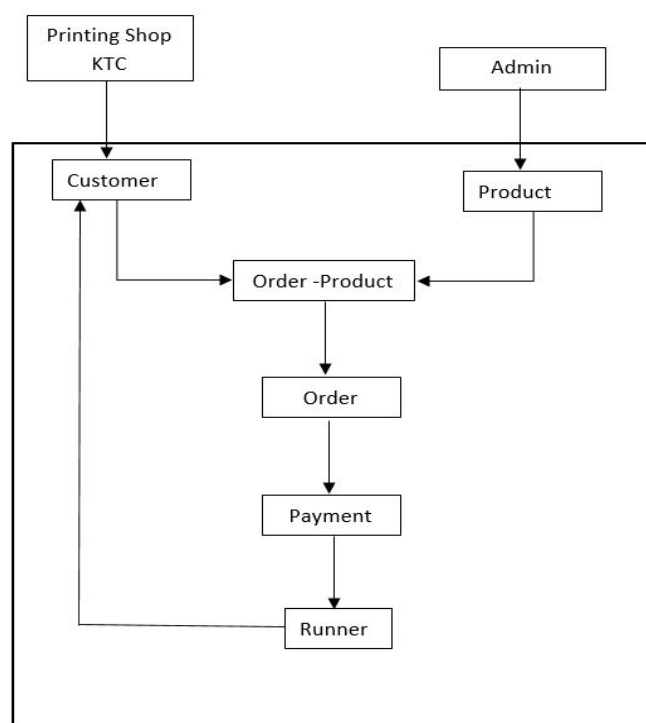 Printing Shop
KTC
Admin
Customer
Product
Order -Product
Order
Payment
Runner